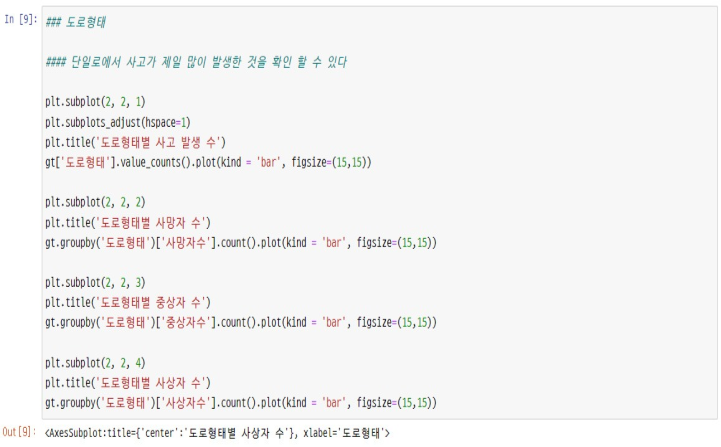 In [9]:
### 도로형태
#### 단일로에서 사고가 제일 많이 발생한 것을 확인 할 수 있다
plt.subplot(2, 2, 1)
plt.subplots_adjust(hspace=1)
plt.title('도로형태별 사고 발생 수')
gt['도로형태'].value_counts().plot(kind = 'bar', figsize=(15,15))
plt.subplot(2, 2, 2)
plt.title('도로형태별 사망자 수')
gt.groupby('도로형태')['사망자수'].count().plot(kind = 'bar', figsize=(15,15))
plt.subplot(2, 2, 3)
plt.title('도로형태별 중상자 수')
gt.groupby('도로형태')['중상자수'].count().plot(kind = 'bar', figsize=(15,15))
plt.subplot(2, 2, 4)
plt.title('도로형태별 사상자 수')
gt.groupby('도로형태')['사상자수'].count().plot(kind = 'bar', figsize=(15,15))
Out[9]: <AxesSubplot:title={'center':'도로형태별 사상자 수'}, xlabel='도로형태'>